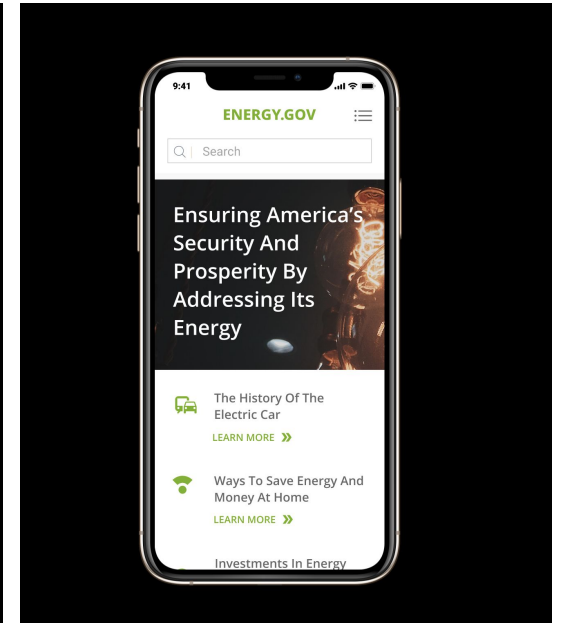 9:41
ENERGY.GOV
Search
Ensuring America's
Security And
Prosperity By
Addressing Its
Energy
The History Of The
Electric Car
LEARN MORE
Ways To Save Energy And
Money At Home
LEARN MORE
Investments In Energy